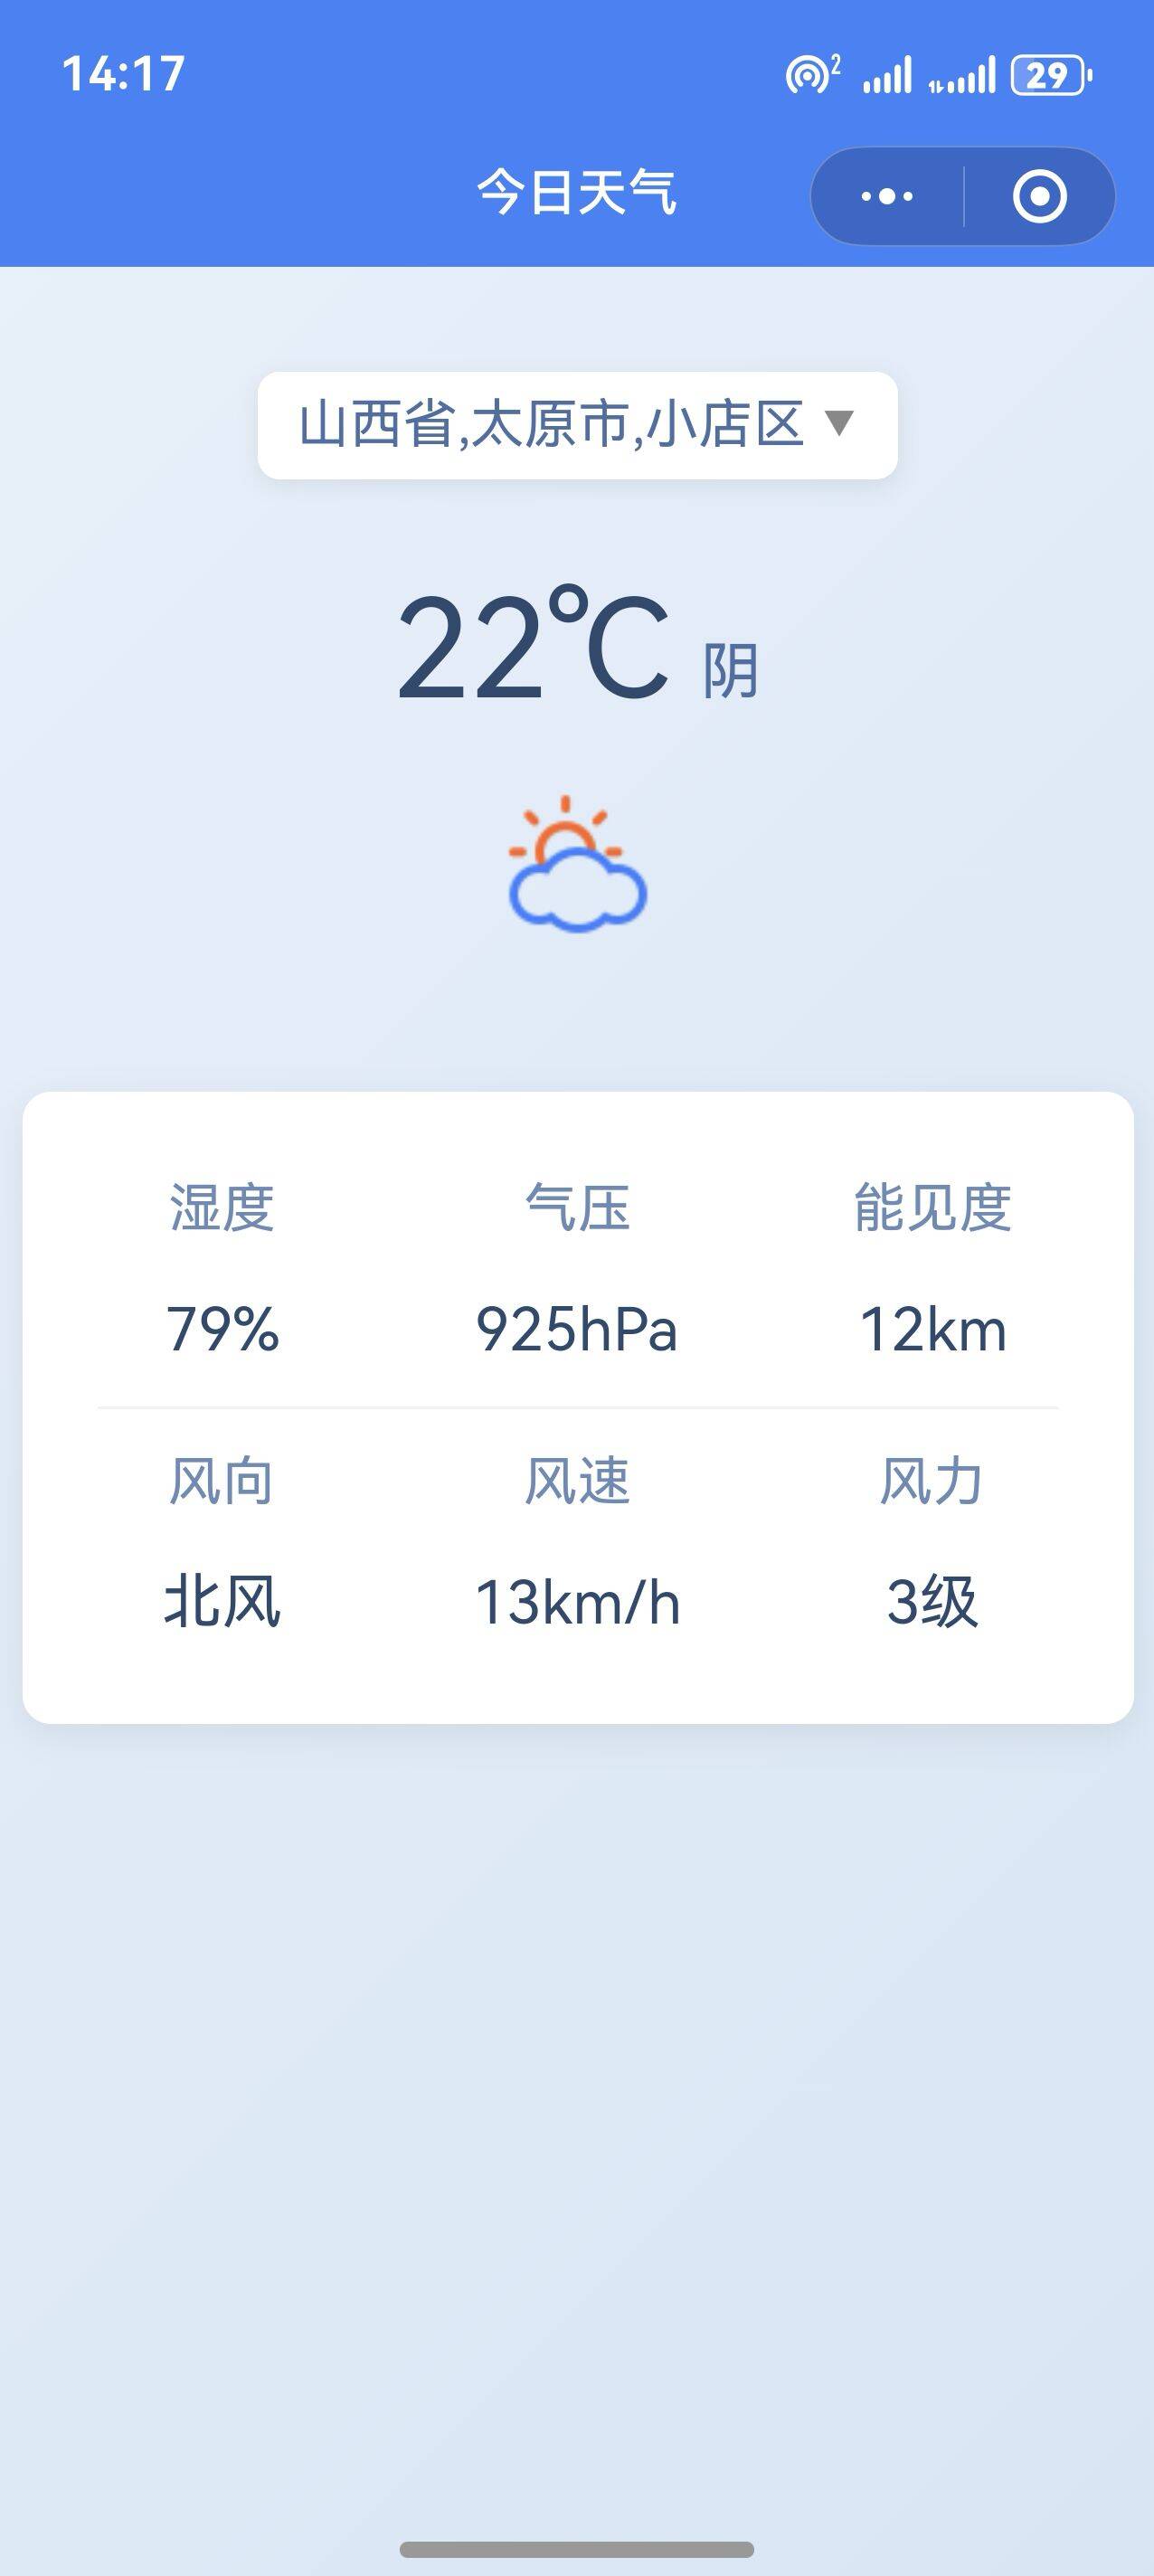 14:17 2 29
今日天气
山西省,太原市,小店区 ▼
22℃ 阴
湿度 气压 能见度
79% 925hPa 12km
风向 风速 风力
北风 13km/h 3级